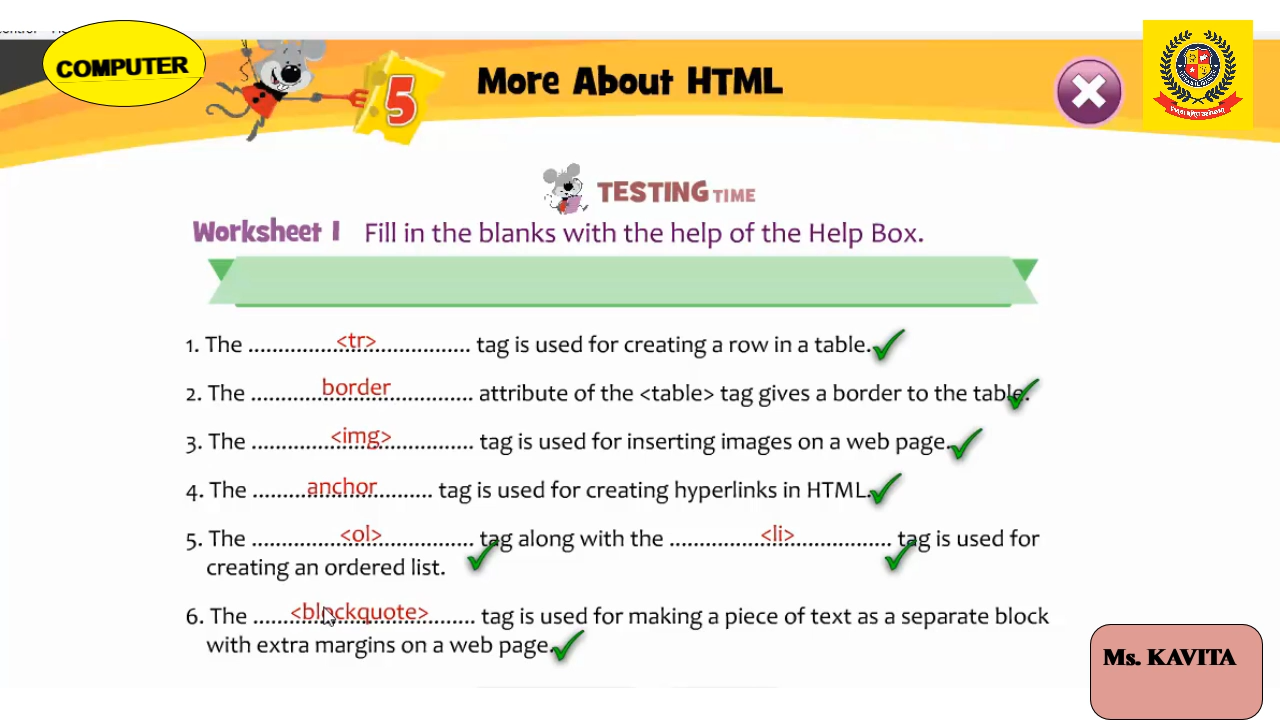 COMPUTER
5
More About HTML
TESTING TIME
Worksheet 1 Fill in the blanks with the help of the Help Box.
1. The .....................<tr>..................... tag is used for creating a row in a table.
2. The .....................border..................... attribute of the <table> tag gives a border to the table.
3. The .....................<img>..................... tag is used for inserting images on a web page.
4. The ................anchor................ tag is used for creating hyperlinks in HTML.
5. The .....................<ol>..................... tag along with the .....................<li>..................... tag is used for
creating an ordered list.
6. The ......<blockquote>........ tag is used for making a piece of text as a separate block
with extra margins on a web page.
Ms. KAVITA